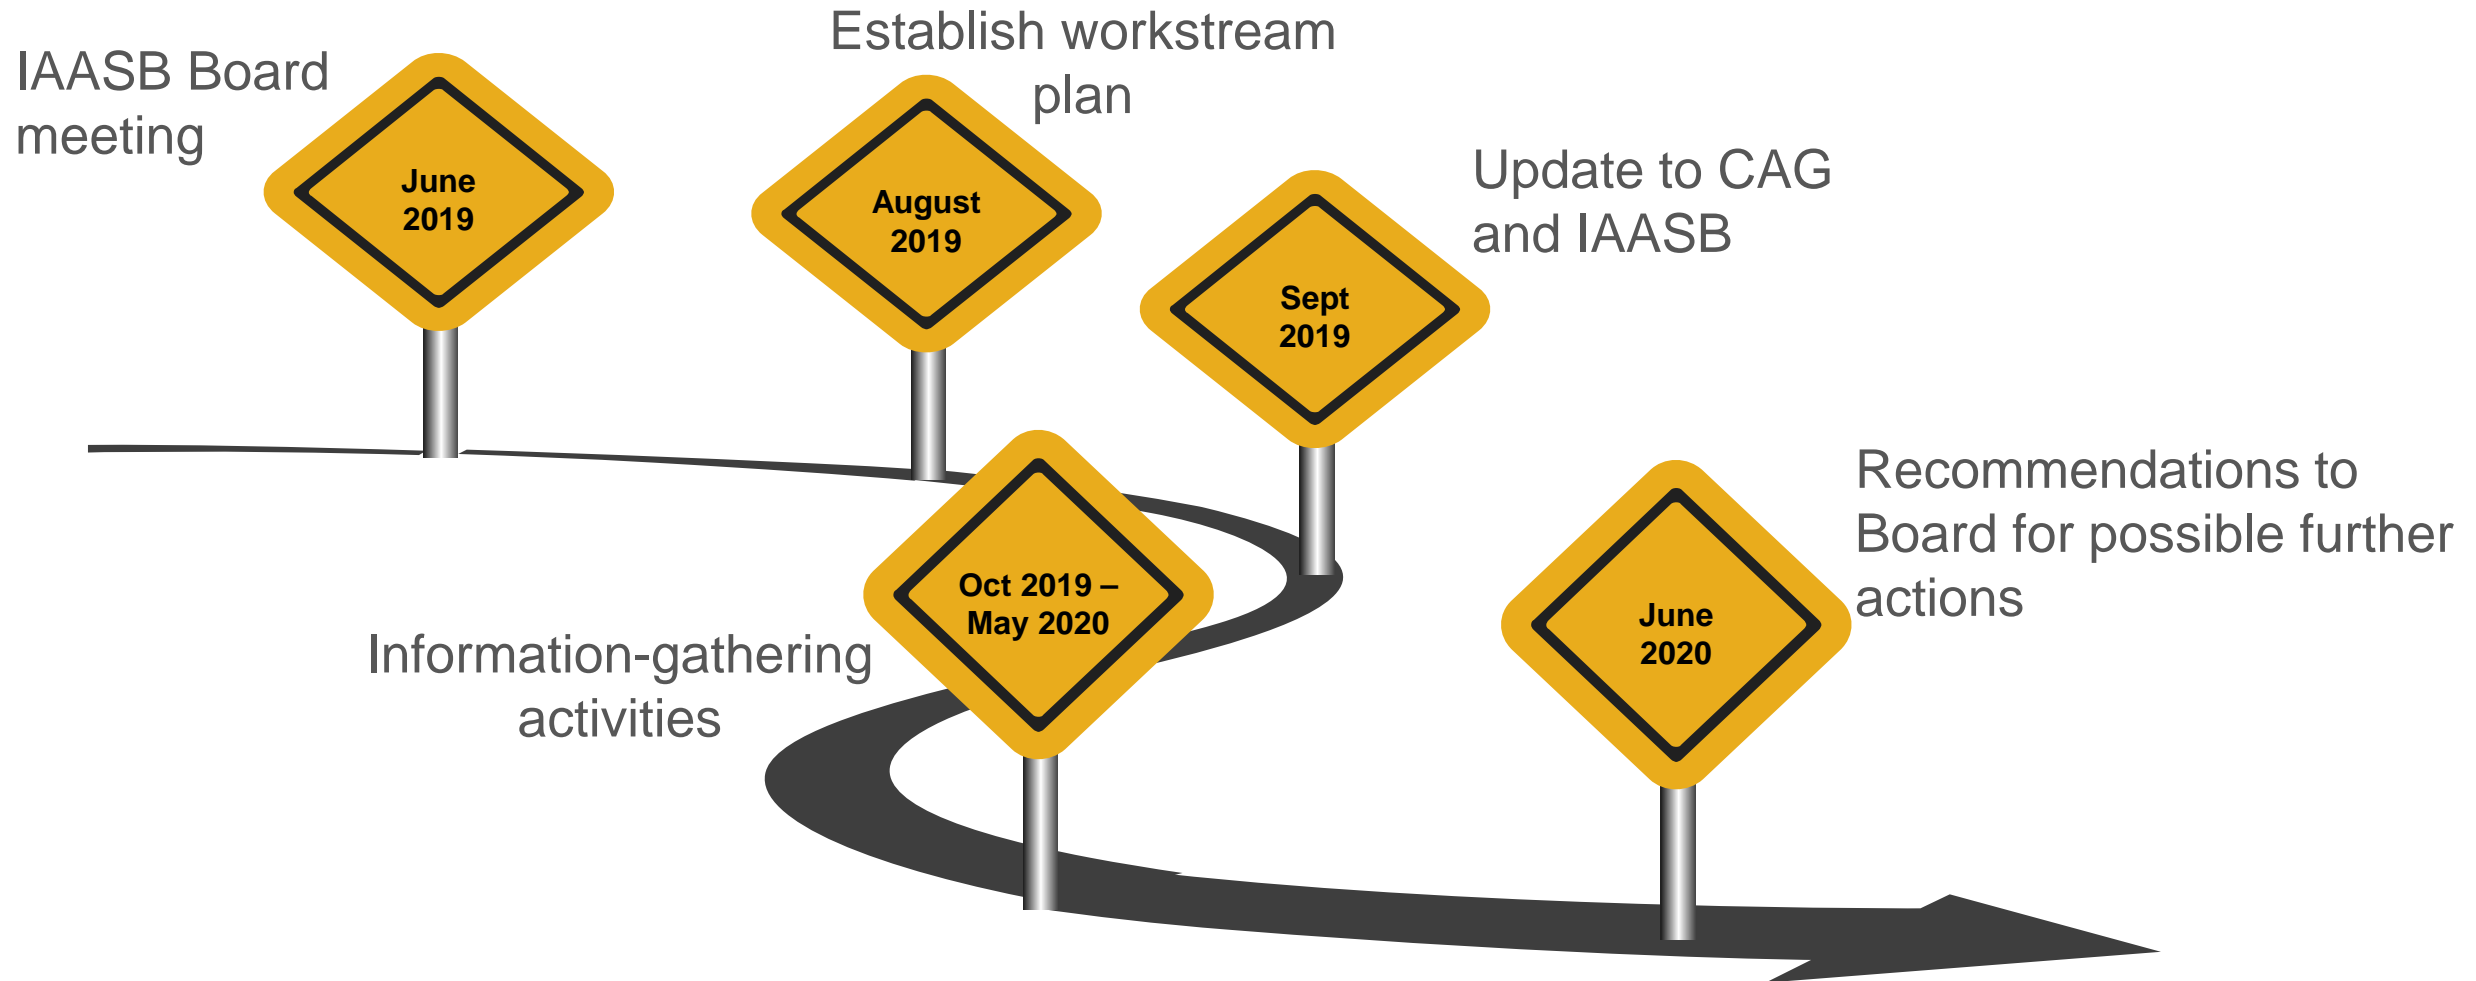 IAASB Board
meeting
June
2019
Establish workstream
plan
August
2019
Update to CAG
and IAASB
Sept
2019
Information-gathering
activities
Oct 2019 –
May 2020
Recommendations to
Board for possible further
actions
June
2020